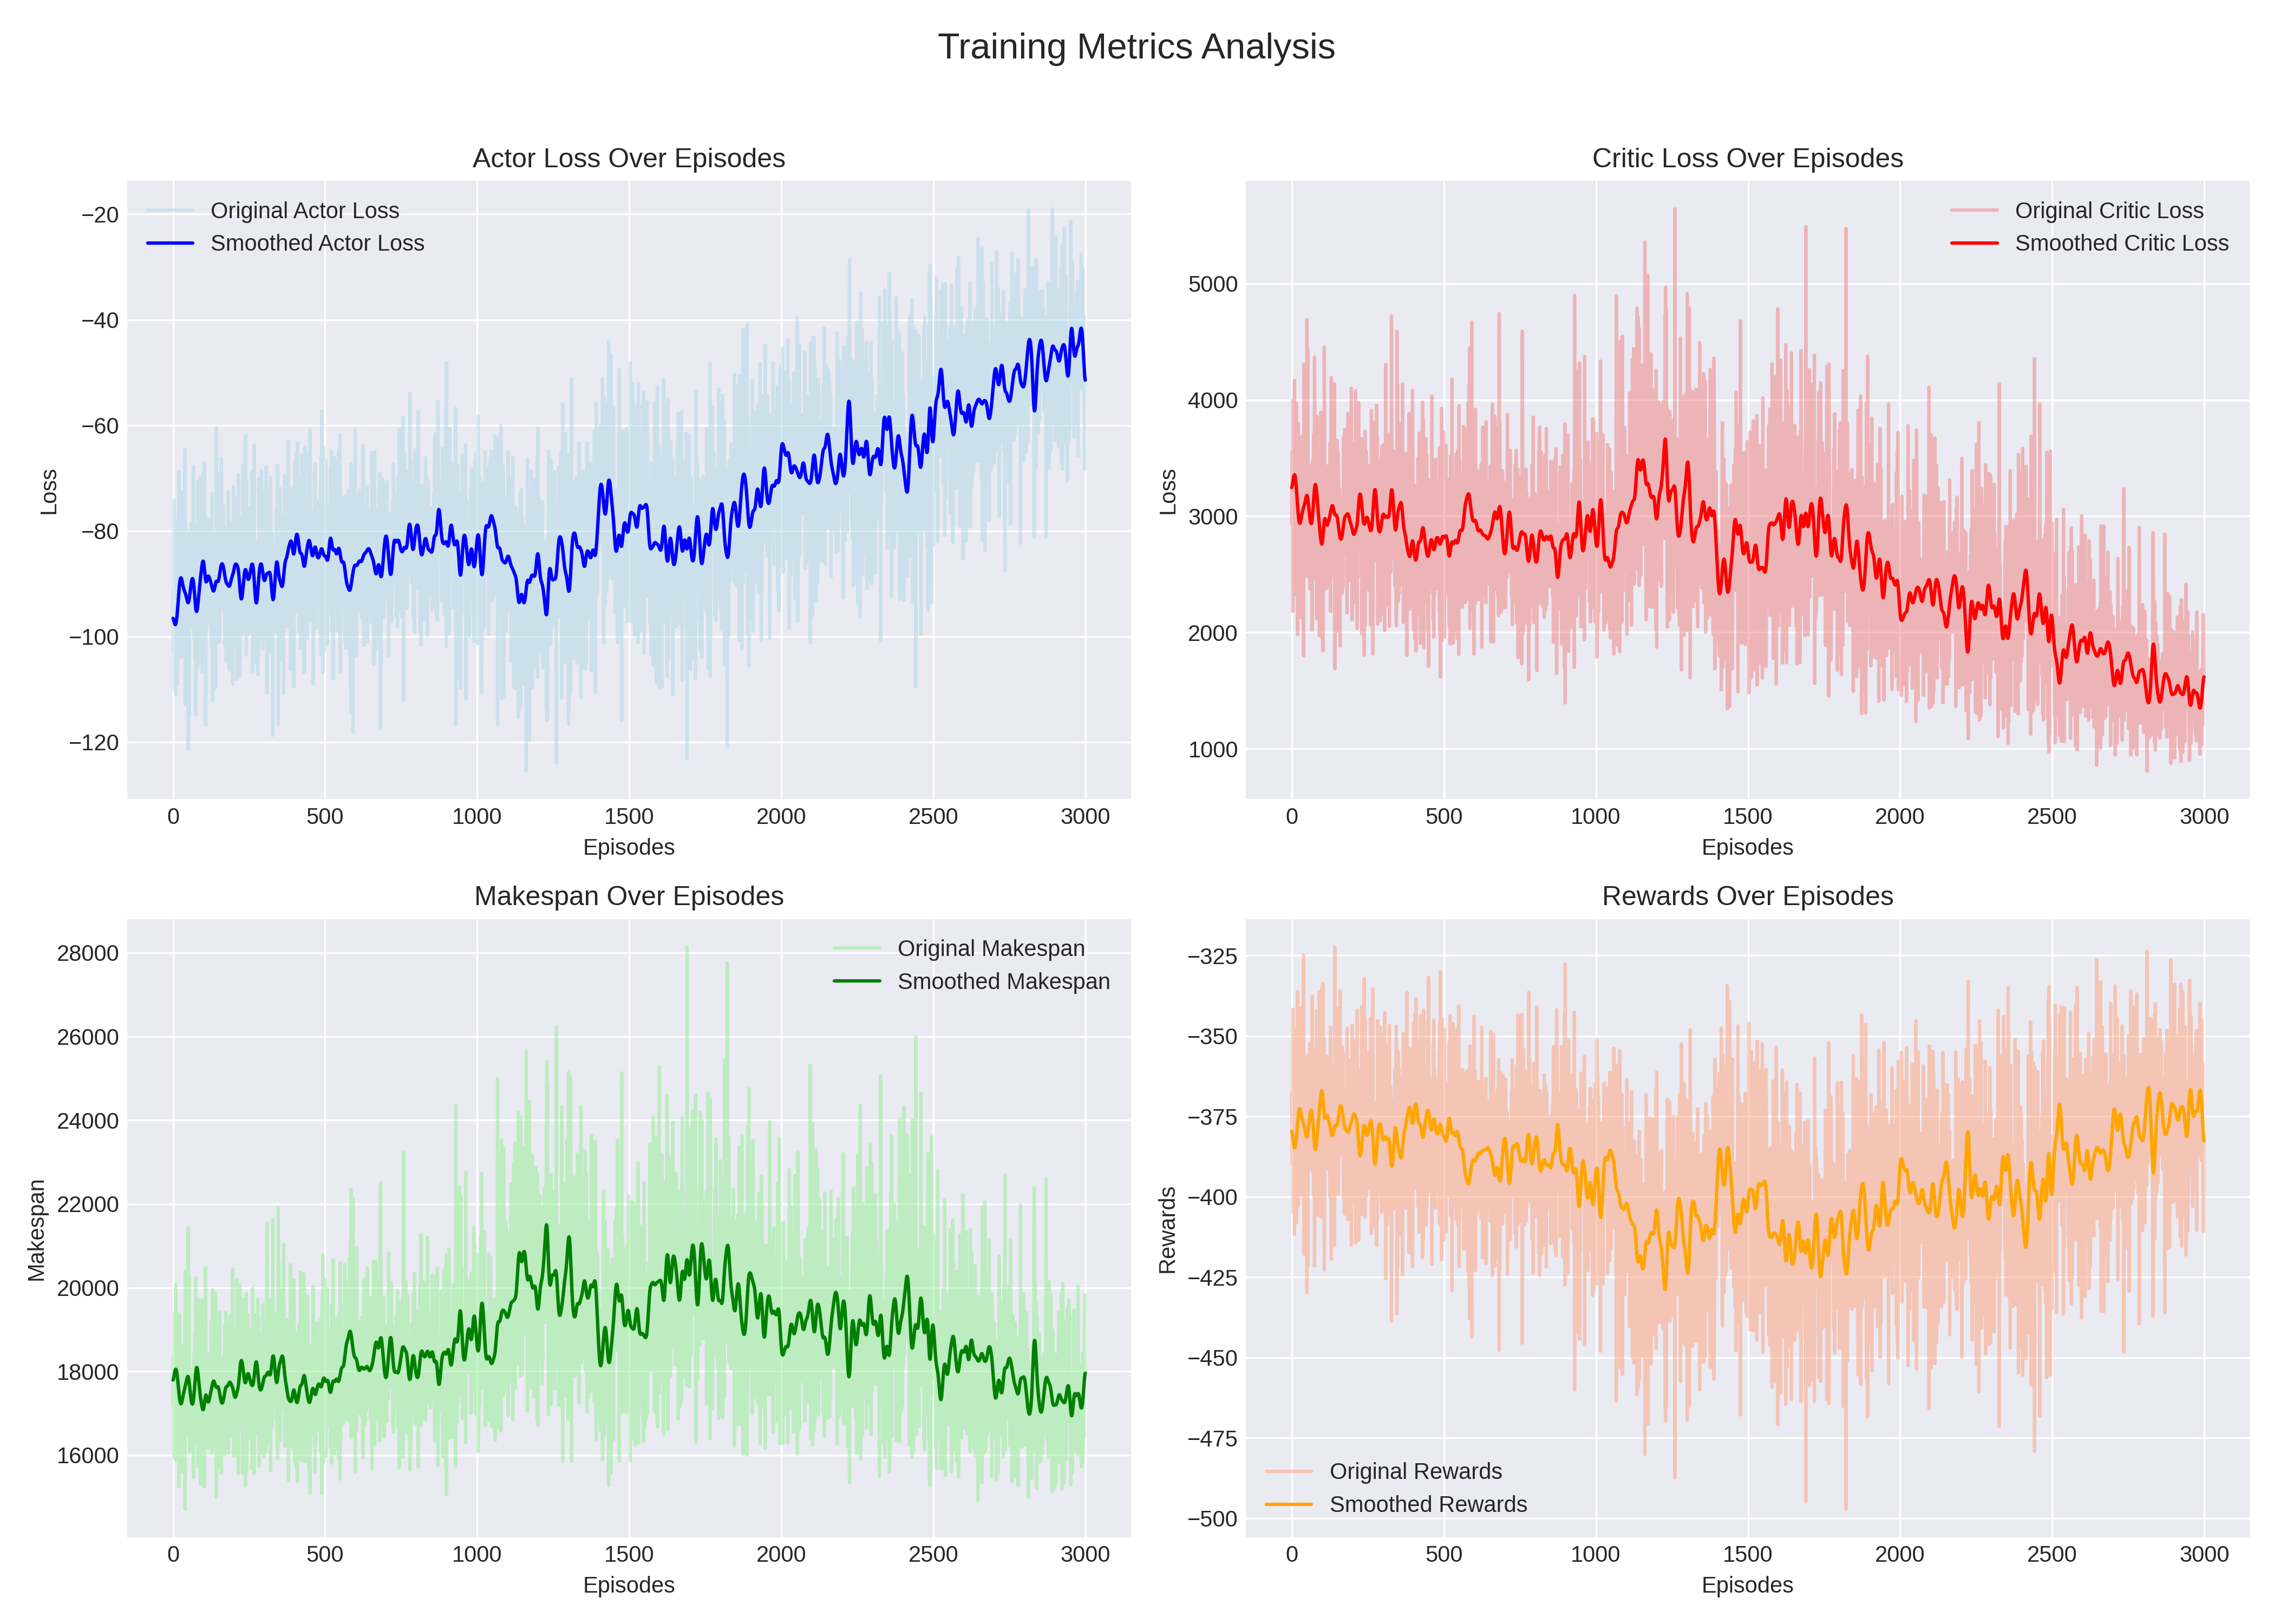 Training Metrics Analysis
Actor Loss Over Episodes
Original Actor Loss
Smoothed Actor Loss
Loss
−20
−40
−60
−80
−100
−120
0 500 1000 1500 2000 2500 3000
Episodes
Critic Loss Over Episodes
Original Critic Loss
Smoothed Critic Loss
Loss
5000
4000
3000
2000
1000
0 500 1000 1500 2000 2500 3000
Episodes
Makespan Over Episodes
Original Makespan
Smoothed Makespan
Makespan
28000
26000
24000
22000
20000
18000
16000
0 500 1000 1500 2000 2500 3000
Episodes
Rewards Over Episodes
Rewards
−325
−350
−375
−400
−425
−450
−475
−500
Original Rewards
Smoothed Rewards
0 500 1000 1500 2000 2500 3000
Episodes